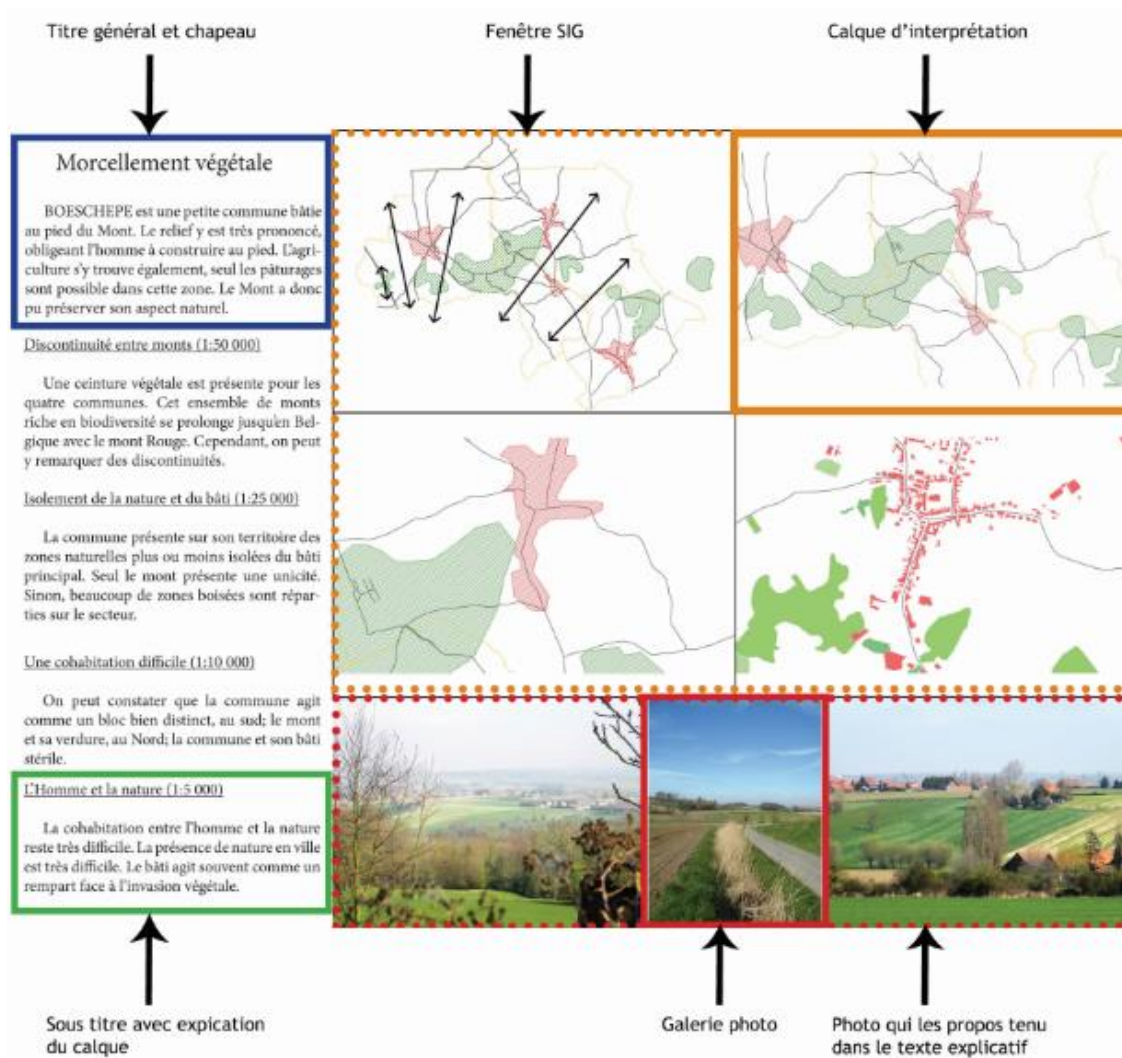 Titre général et chapeau
Fenêtre SIG
Calque d'interprétation
Morcellement végétale
BOESCHEPE est une petite commune bâtie
au pied du Mont. Le relief y est très prononcé,
obligeant l'homme à construire au pied. L'agri-
culture s'y trouve également, seul les pâturages
sont possible dans cette zone. Le Mont a donc
pu préserver son aspect naturel.
Discontinuité entre monts (1:50 000)
Une ceinture végétale est présente pour les
quatre communes. Cet ensemble de monts
riche en biodiversité se prolonge jusqu'en Bel-
gique avec le mont Rouge. Cependant, on peut
y remarquer des discontinuités.
Isolement de la nature et du bâti (1:25 000)
La commune présente sur son territoire des
zones naturelles plus ou moins isolées du bâti
principal. Seul le mont présente une unicité.
Sinon, beaucoup de zones boisées sont répar-
ties sur le secteur.
Une cohabitation difficile (1:10 000)
On peut constater que la commune agit
comme un bloc bien distinct, au sud; le mont
et sa verdure, au Nord; la commune et son bâti
stérile.
L'Homme et la nature (1:5 000)
La cohabitation entre l'homme et la nature
reste très difficile. La présence de nature en ville
est très difficile. Le bâti agit souvent comme un
rempart face à l'invasion végétale.
Sous titre avec expication
du calque
Galerie photo
Photo qui les propos tenu
dans le texte explicatif